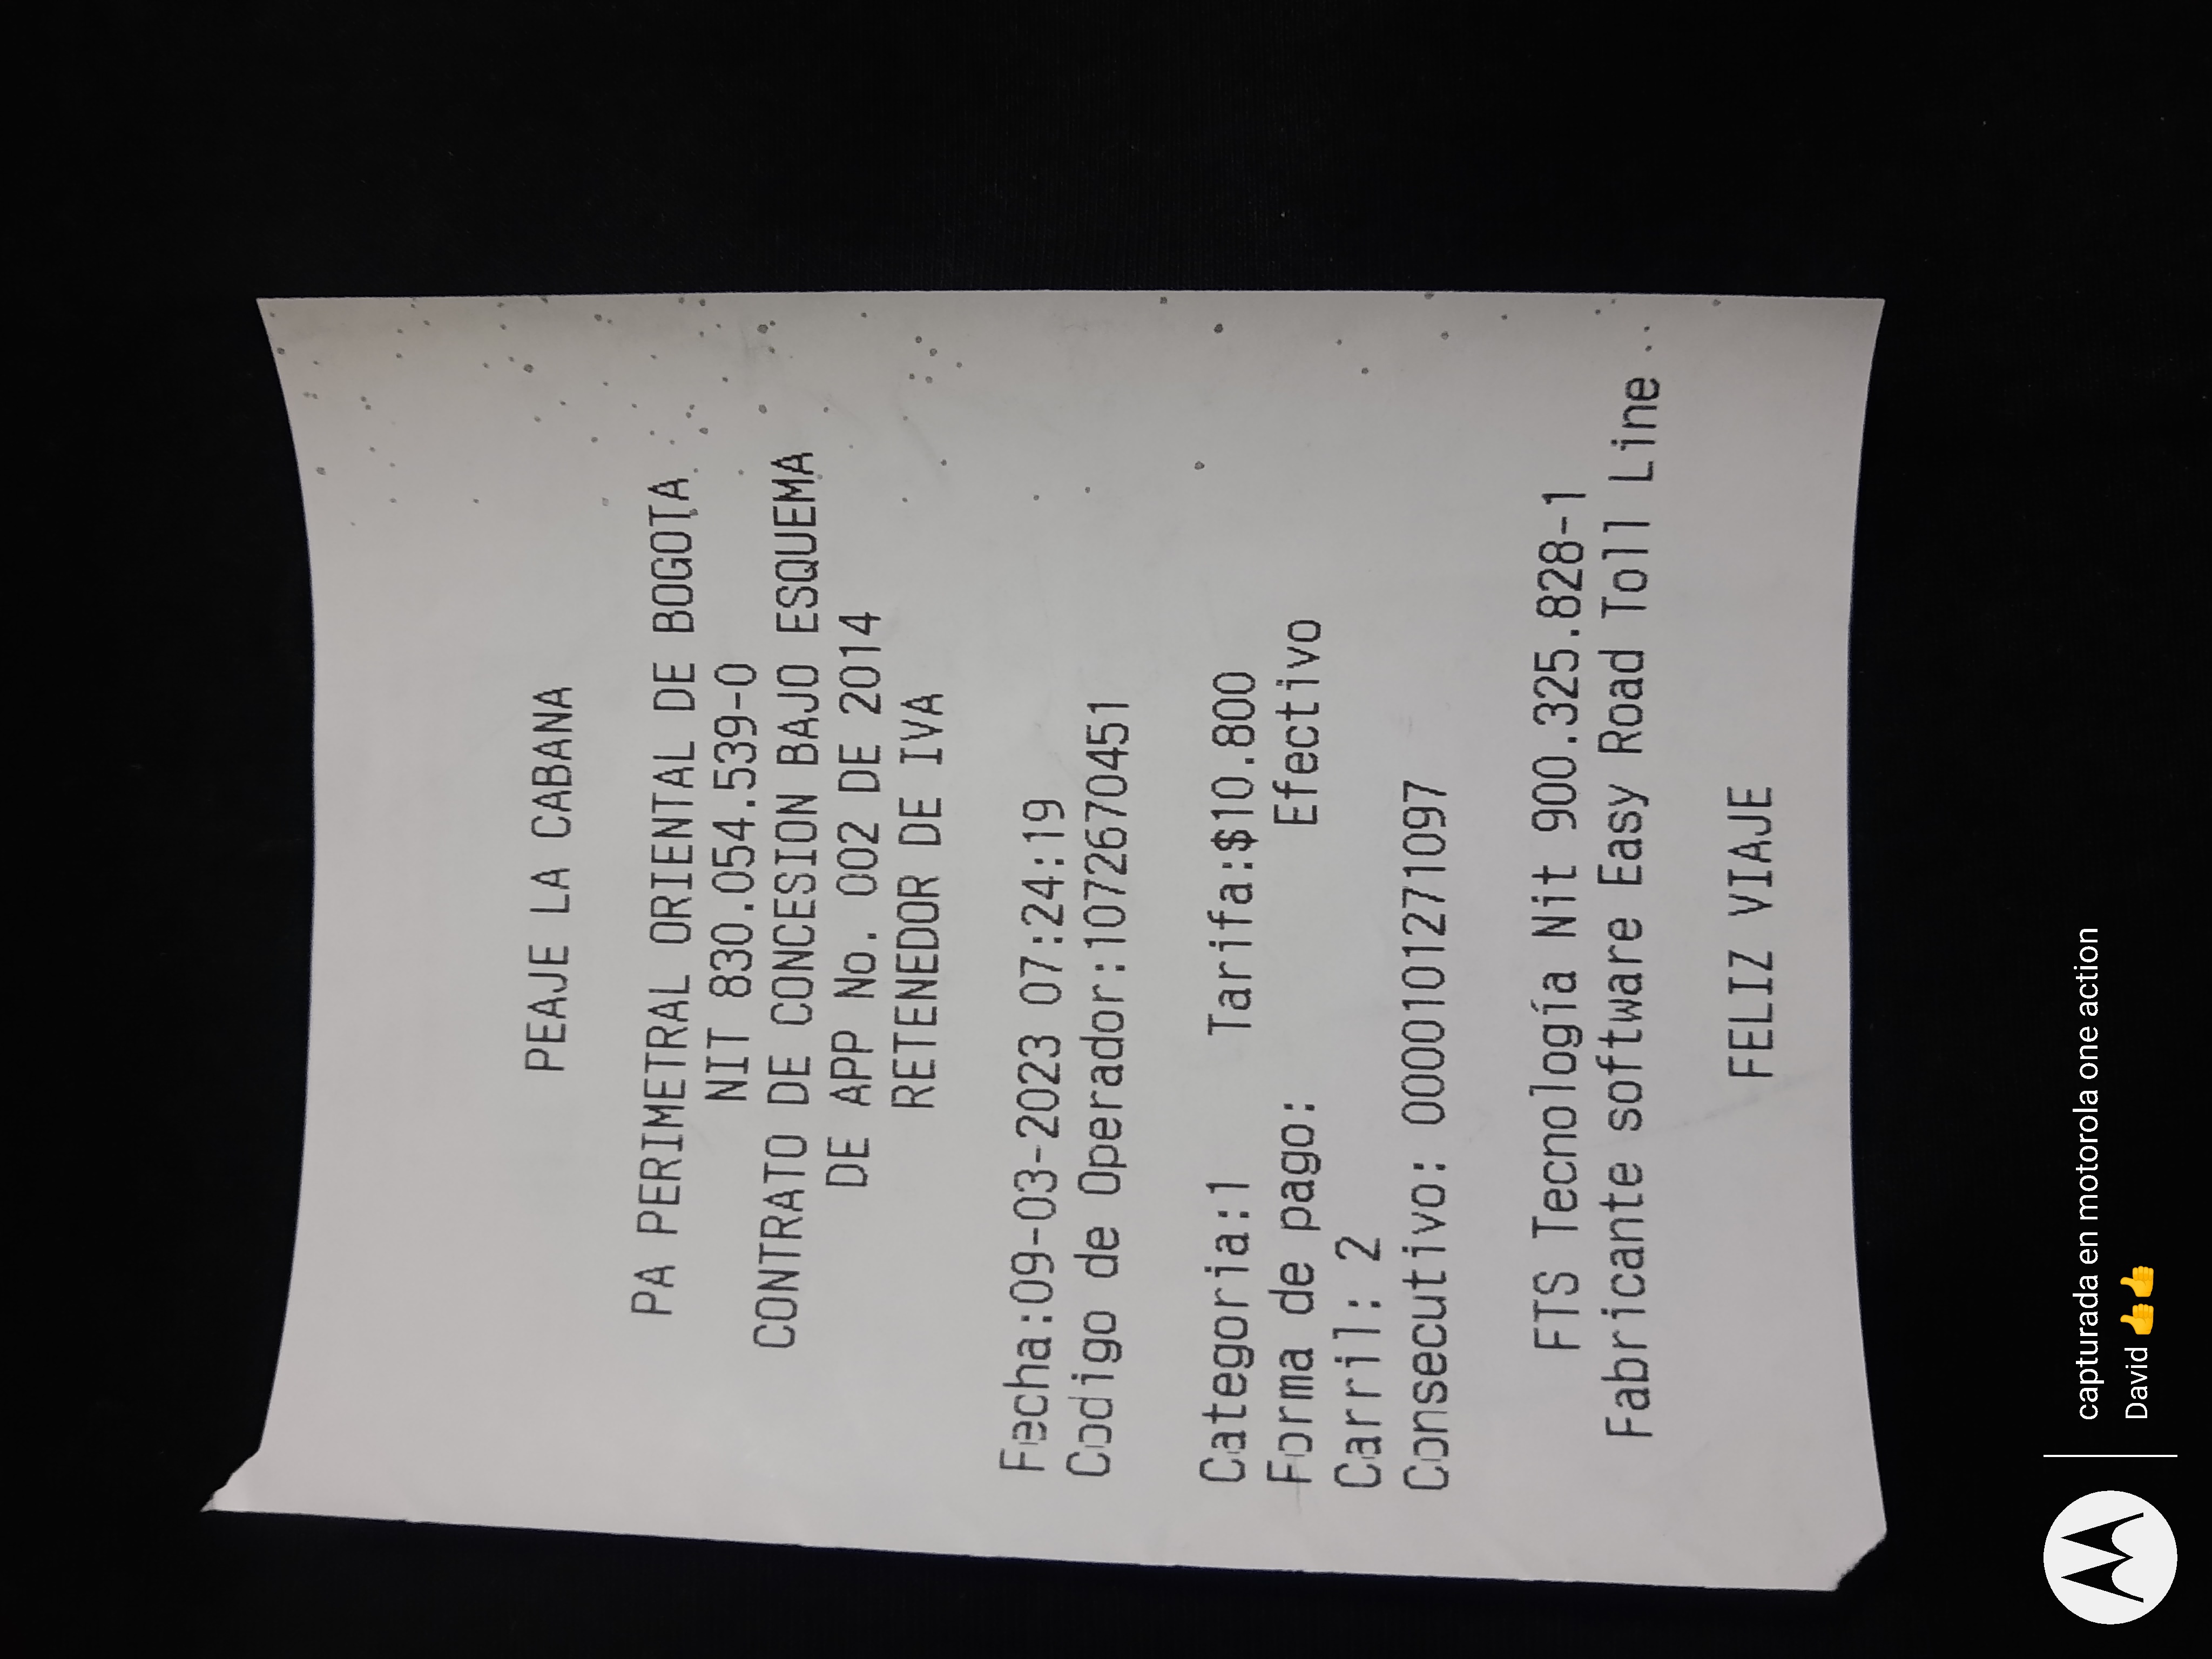 PEAJE LA CABANA
PA PERIMETRAL ORIENTAL DE BOGOTA
NIT 830.054.539-0
CONTRATO DE CONCESION BAJO ESQUEMA
DE APP No. 002 DE 2014
RETENEDOR DE IVA
Fecha:09-03-2023 07:24:19
Codigo de Operador:1072670451
Categoria:1 Tarifa:$10.800
Forma de pago: Efectivo
Carril: 2
Consecutivo: 000010101271097
FTS Tecnología Nit 900.325.828-1
Fabricante software Easy Road Toll Line
FELIZ VIAJE
capturada en motorola one action
David 👍👍